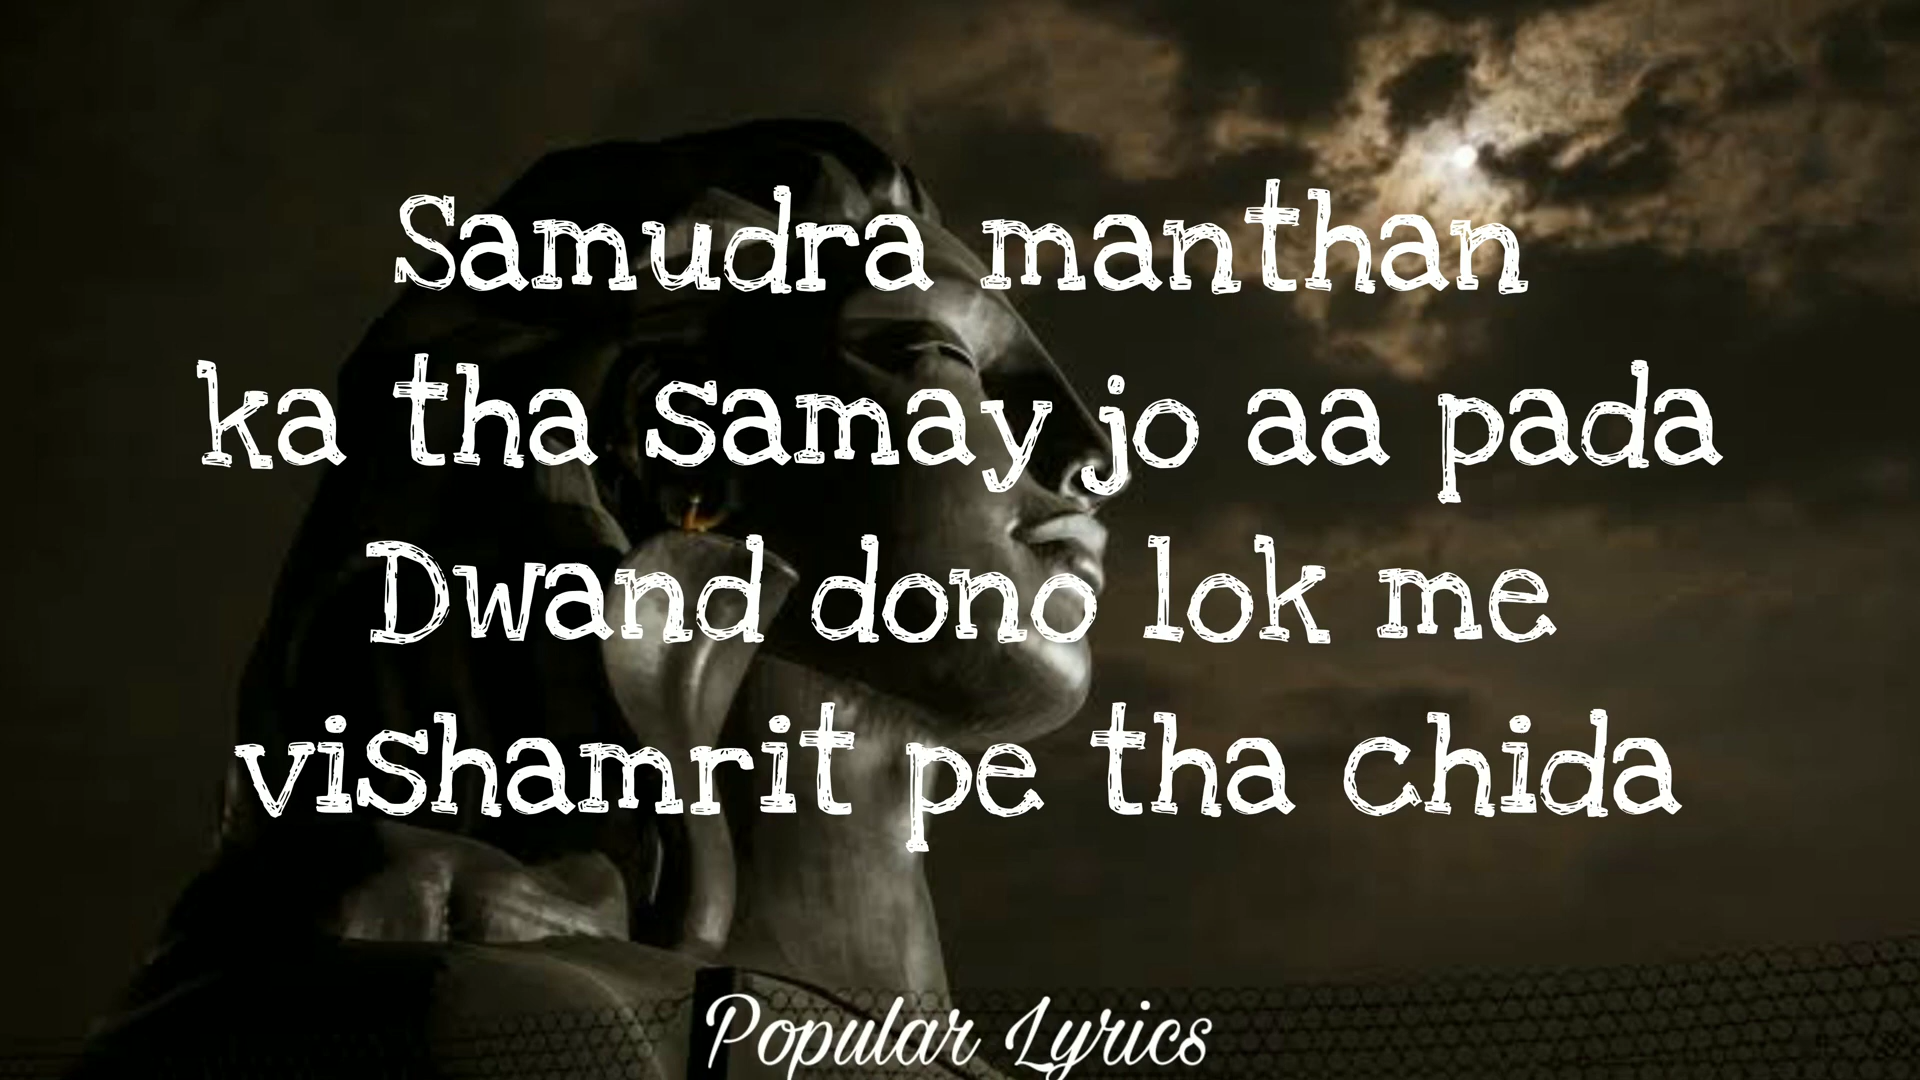 Samudra manthan
ka tha samay jo aa pada
Dwand dono lok me
vishamrit pe tha chida
Popular Lyrics